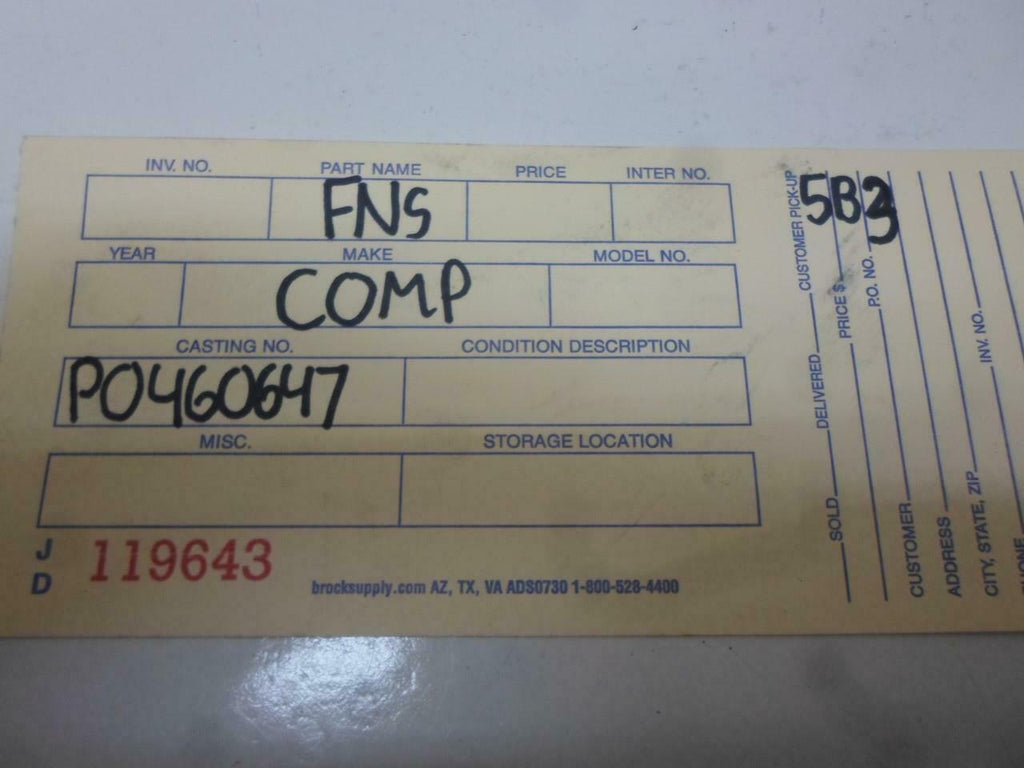 INV. NO. PART NAME PRICE INTER NO.
FNS
YEAR MAKE MODEL NO.
COMP
CASTING NO. CONDITION DESCRIPTION
PO460647
MISC. STORAGE LOCATION
J D 119643
brocksupply.com AZ, TX, VA ADS0730 1-800-528-4400
5B3
SOLD DELIVERED CUSTOMER PICK-UP
PRICE $
P.O. NO.
CUSTOMER
ADDRESS
CITY, STATE, ZIP INV. NO.